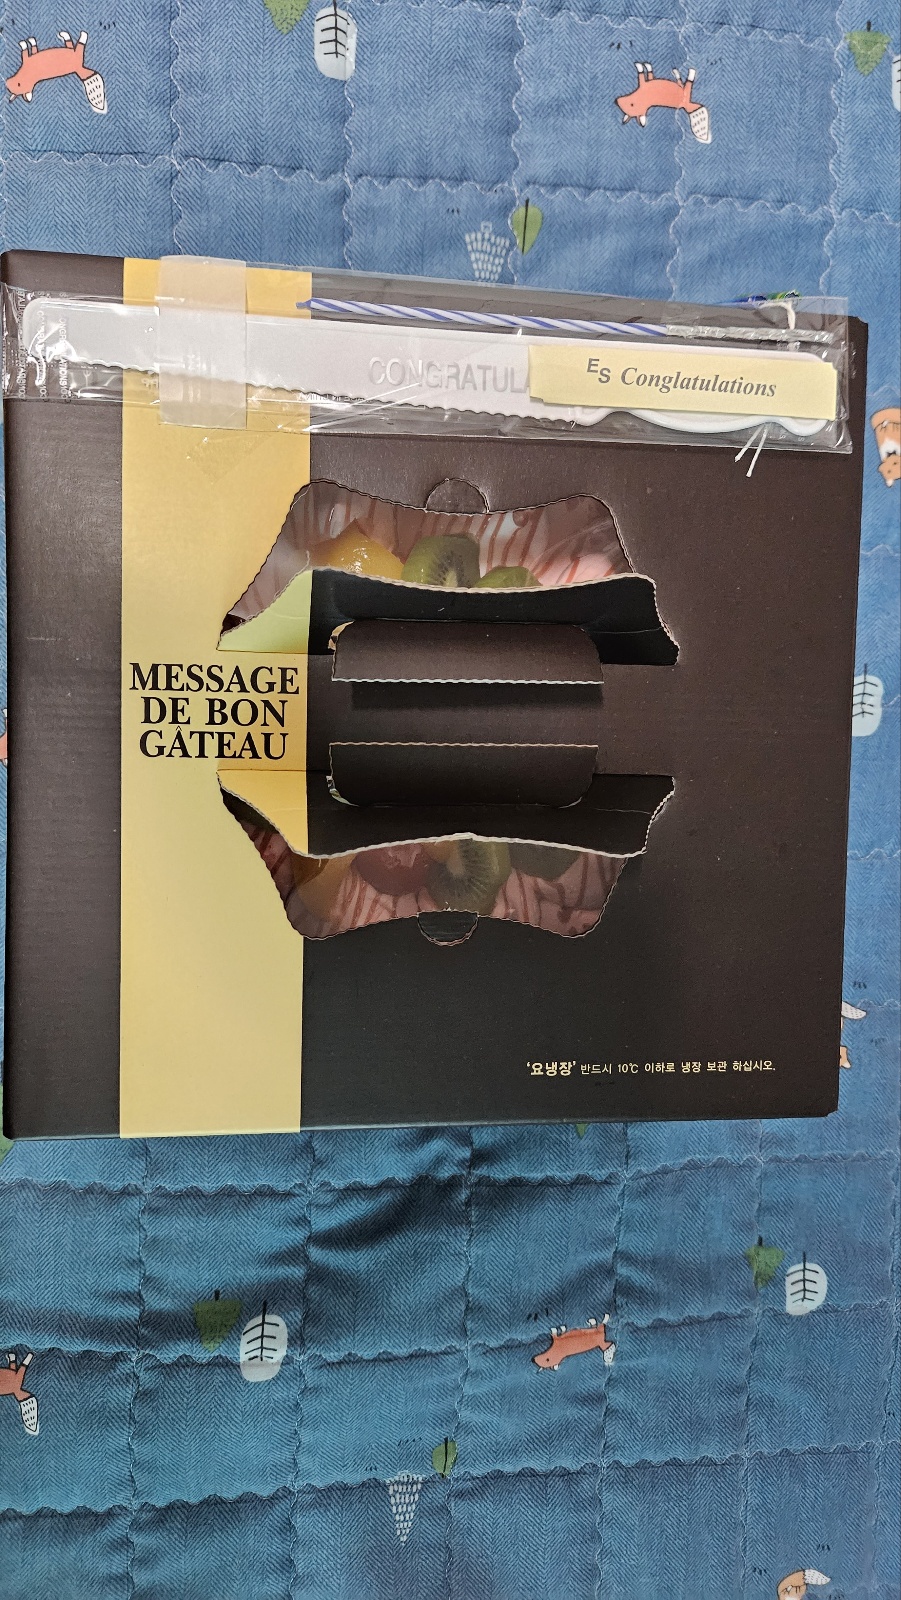 CONGRATULA
ES Conglatulations
MESSAGE
DE BON
GÂTEAU
'요냉장' 반드시 10℃ 이하로 냉장 보관 하십시오.